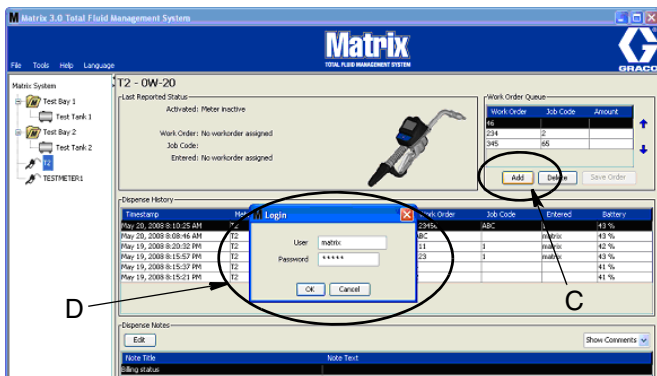 Matrix 3.0 Total Fluid Management System
Matrix
TOTAL FLUID MANAGEMENT SYSTEM
GRACO
File Tools Help Language
Matrix System
Test Bay 1
Test Tank 1
Test Bay 2
Test Tank 2
T2
TESTMETER1
T2 - 0W-20
Last Reported Status
Activated: Meter Inactive
Work Order: No workorder assigned
Job Code:
Entered: No workorder assigned
Work Order Queue
Work Order Job Code Amount
46
234 2
345 65
Add Delete Save Order
Dispense History
Timestamp Work Order Job Code Entered Battery
May 20, 2008 8:10:25 AM T2 ABC 43 %
May 20, 2008 8:08:46 AM T2 ABC matrix 43 %
May 19, 2008 8:20:32 PM T2 11 1 matrix 42 %
May 19, 2008 8:15:57 PM T2 23 1 matrix 43 %
May 19, 2008 8:15:37 PM T2 41 %
May 19, 2008 8:15:21 PM T2 41 %
Login
User matrix
Password *****
OK Cancel
D
C
Dispense Notes
Edit Show Comments
Note Title Note Text
Billing status